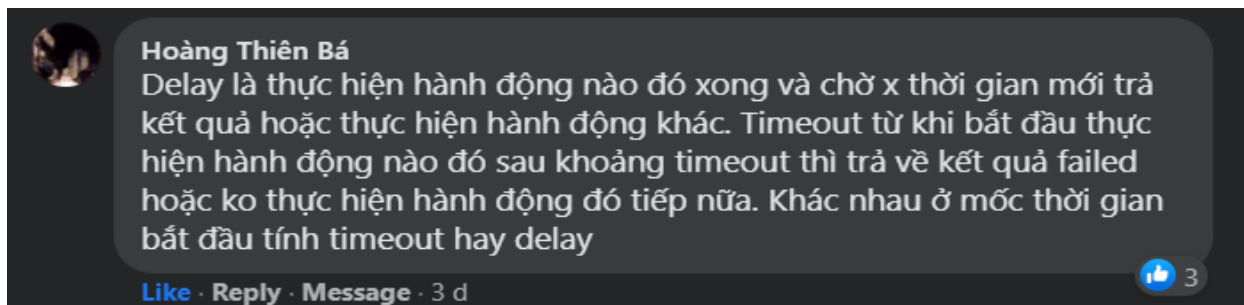 Hoàng Thiên Bá
Delay là thực hiện hành động nào đó xong và chờ x thời gian mới trả
kết quả hoặc thực hiện hành động khác. Timeout từ khi bắt đầu thực
hiện hành động nào đó sau khoảng timeout thì trả về kết quả failed
hoặc ko thực hiện hành động đó tiếp nữa. Khác nhau ở mốc thời gian
bắt đầu tính timeout hay delay
3
Like · Reply · Message · 3 d